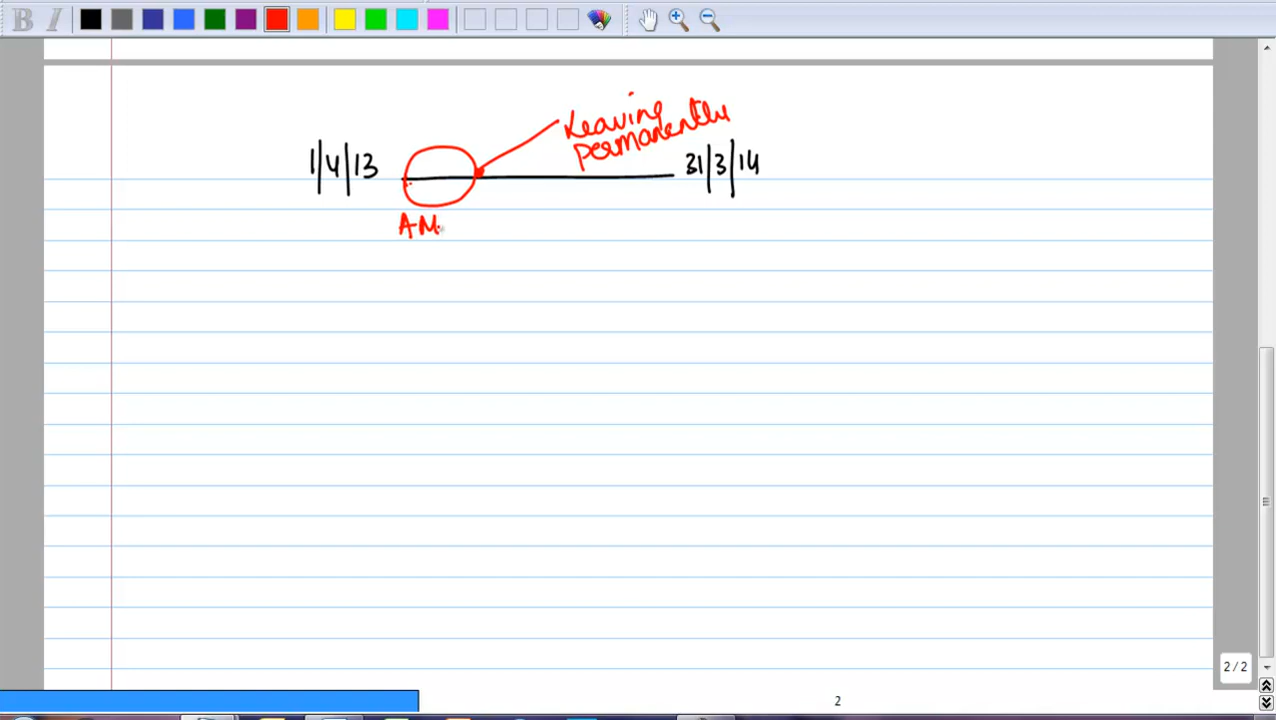 B I
Leaving
permanently
1/4/13 31/3/14
AM
2/2
2